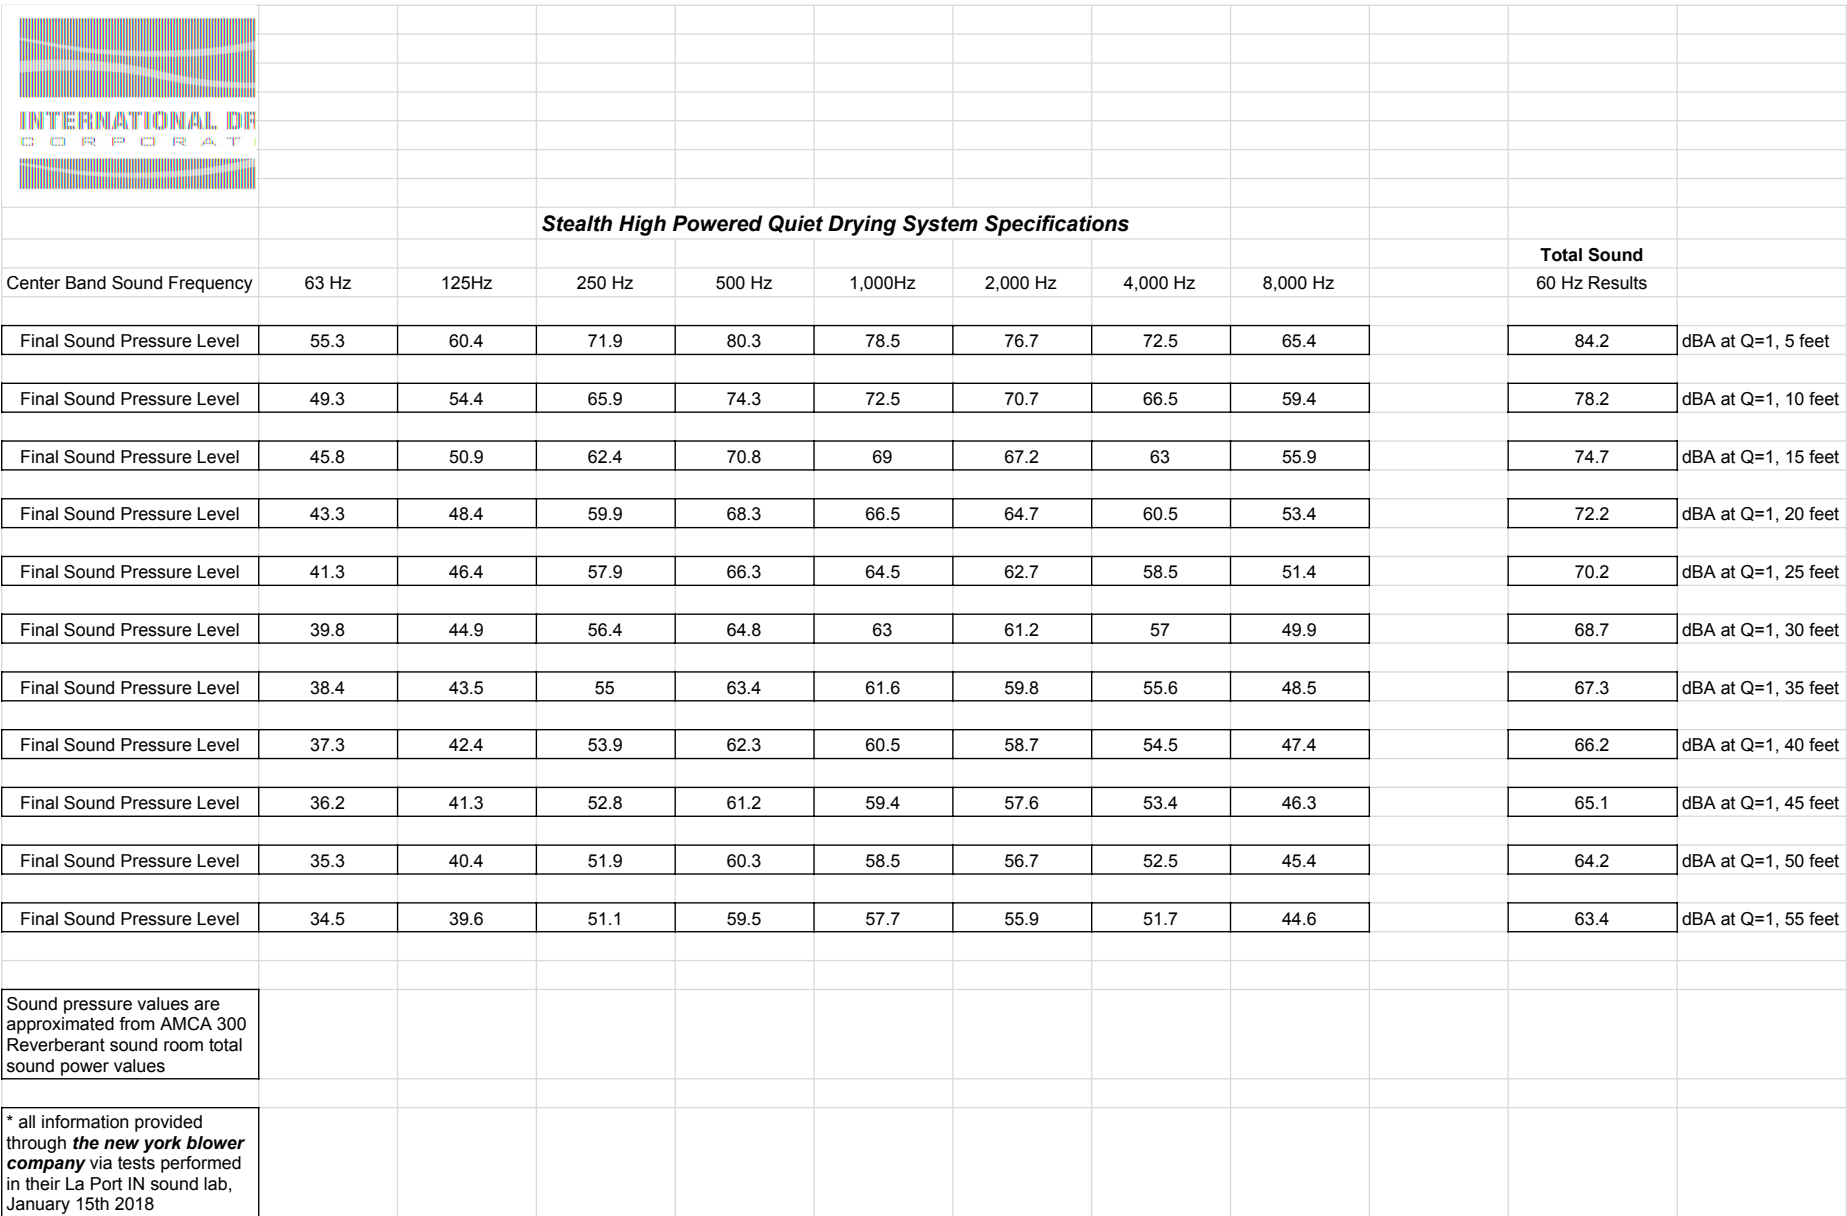 INTERNATIONAL
Stealth High Powered Quiet Drying System Specifications
Total Sound
Center Band Sound Frequency 63 Hz 125Hz 250 Hz 500 Hz 1,000Hz 2,000 Hz 4,000 Hz 8,000 Hz 60 Hz Results
Final Sound Pressure Level 55.3 60.4 71.9 80.3 78.5 76.7 72.5 65.4 84.2 dBA at Q=1, 5 feet
Final Sound Pressure Level 49.3 54.4 65.9 74.3 72.5 70.7 66.5 59.4 78.2 dBA at Q=1, 10 feet
Final Sound Pressure Level 45.8 50.9 62.4 70.8 69 67.2 63 55.9 74.7 dBA at Q=1, 15 feet
Final Sound Pressure Level 43.3 48.4 59.9 68.3 66.5 64.7 60.5 53.4 72.2 dBA at Q=1, 20 feet
Final Sound Pressure Level 41.3 46.4 57.9 66.3 64.5 62.7 58.5 51.4 70.2 dBA at Q=1, 25 feet
Final Sound Pressure Level 39.8 44.9 56.4 64.8 63 61.2 57 49.9 68.7 dBA at Q=1, 30 feet
Final Sound Pressure Level 38.4 43.5 55 63.4 61.6 59.8 55.6 48.5 67.3 dBA at Q=1, 35 feet
Final Sound Pressure Level 37.3 42.4 53.9 62.3 60.5 58.7 54.5 47.4 66.2 dBA at Q=1, 40 feet
Final Sound Pressure Level 36.2 41.3 52.8 61.2 59.4 57.6 53.4 46.3 65.1 dBA at Q=1, 45 feet
Final Sound Pressure Level 35.3 40.4 51.9 60.3 58.5 56.7 52.5 45.4 64.2 dBA at Q=1, 50 feet
Final Sound Pressure Level 34.5 39.6 51.1 59.5 57.7 55.9 51.7 44.6 63.4 dBA at Q=1, 55 feet
Sound pressure values are
approximated from AMCA 300
Reverberant sound room total
sound power values
* all information provided
through the new york blower
company via tests performed
in their La Port IN sound lab,
January 15th 2018